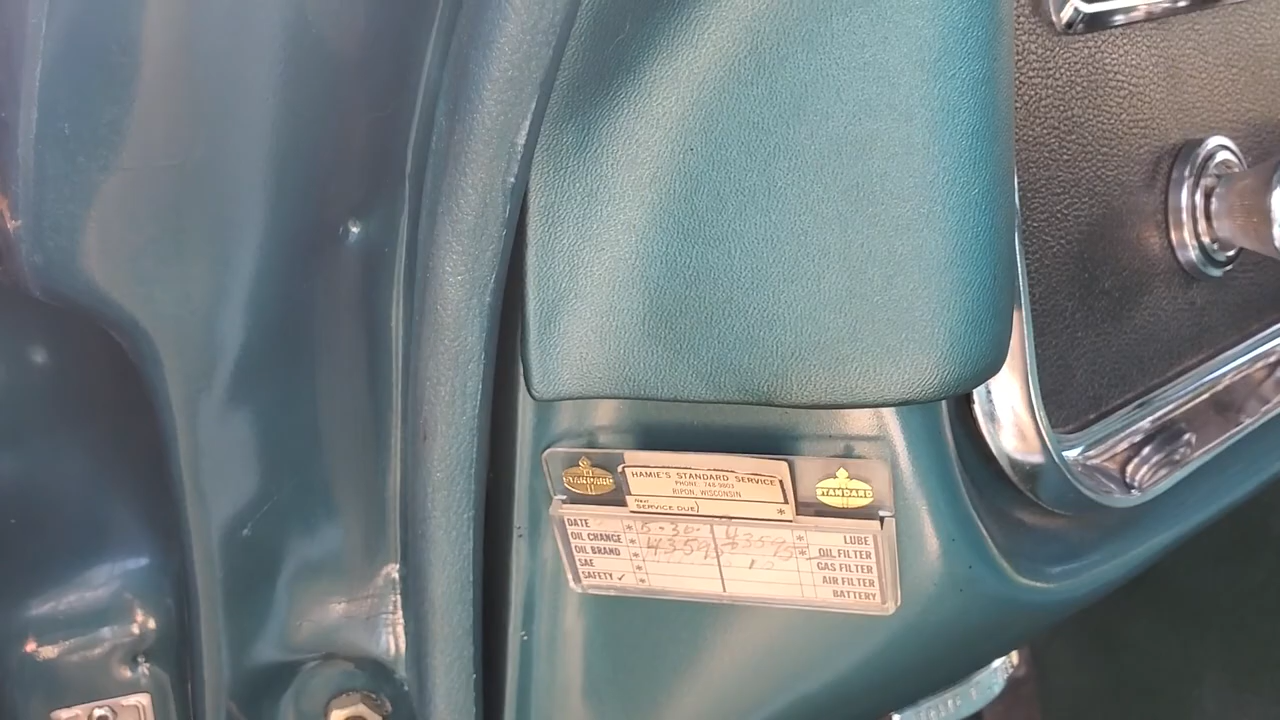 STANDARD
HAMIE'S STANDARD SERVICE
PHONE 748-9803
RIPON, WISCONSIN
Next
SERVICE DUE *
STANDARD
DATE * LUBE
OIL CHANGE * * OIL FILTER
OIL BRAND * GAS FILTER
SAE * AIR FILTER
SAFETY ✓ * BATTERY